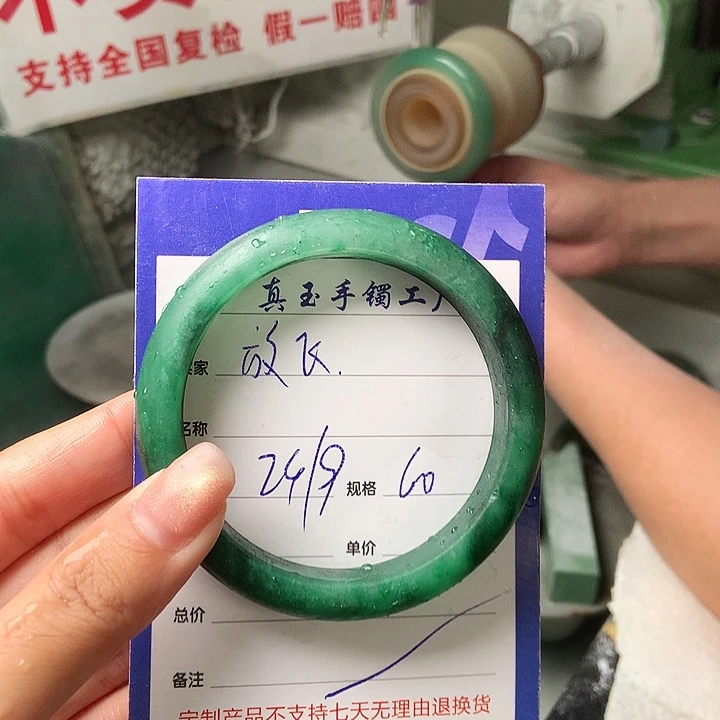 支持全国复检 假一赔
真玉手镯工
家 放飞.
名称
24/9 规格 60
单价
总价
备注
定制产品不支持七天无理由退换货